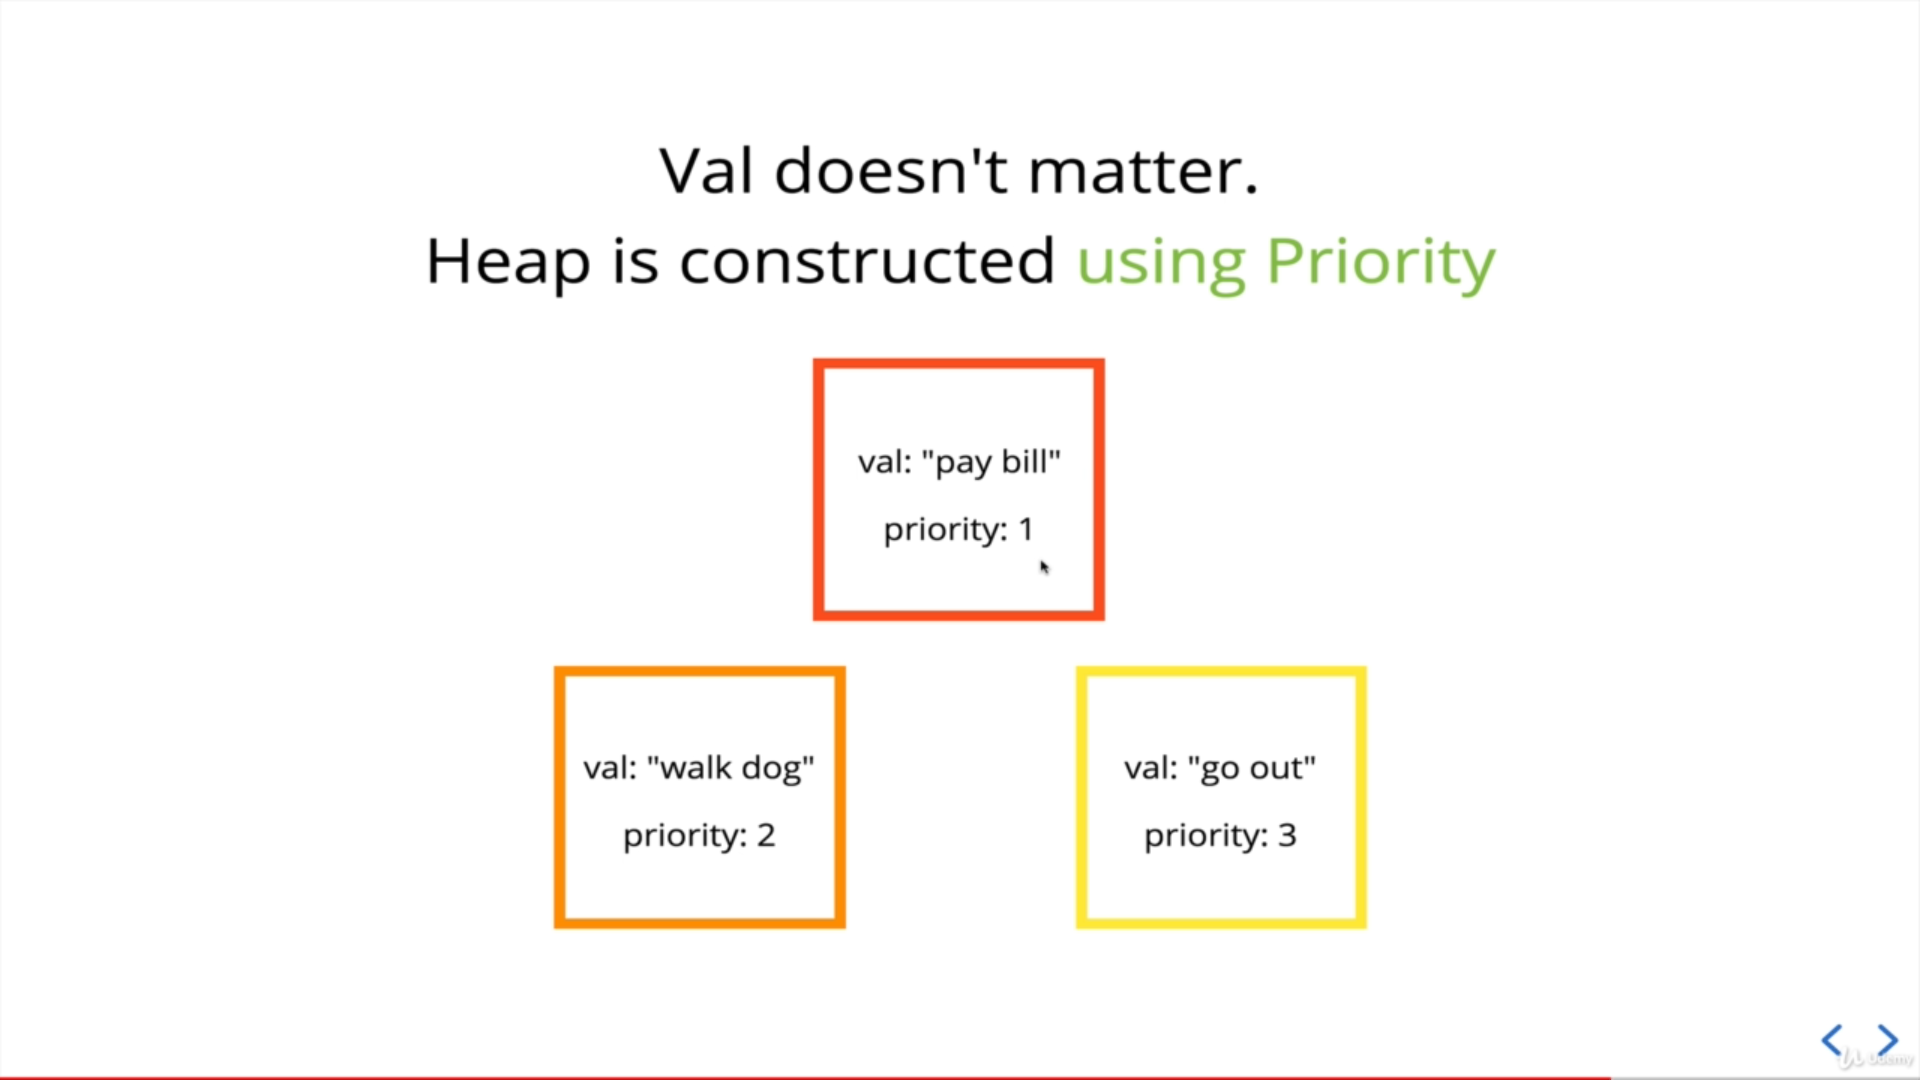 Val doesn't matter.
Heap is constructed using Priority
val: "pay bill"
priority: 1
val: "walk dog"
priority: 2
val: "go out"
priority: 3
Udemy